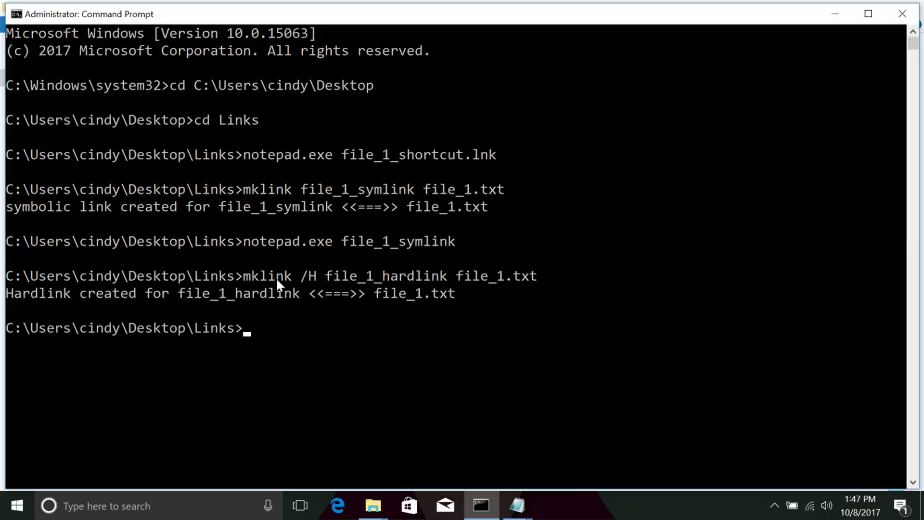 Administrator: Command Prompt
Microsoft Windows [Version 10.0.15063]
(c) 2017 Microsoft Corporation. All rights reserved.
C:\Windows\system32>cd C:\Users\cindy\Desktop
C:\Users\cindy\Desktop>cd Links
C:\Users\cindy\Desktop\Links>notepad.exe file_1_shortcut.lnk
C:\Users\cindy\Desktop\Links>mklink file_1_symlink file_1.txt
symbolic link created for file_1_symlink <<===>> file_1.txt
C:\Users\cindy\Desktop\Links>notepad.exe file_1_symlink
C:\Users\cindy\Desktop\Links>mklink /H file_1_hardlink file_1.txt
Hardlink created for file_1_hardlink <<===>> file_1.txt
C:\Users\cindy\Desktop\Links>
Type here to search
1:47 PM
10/8/2017
1